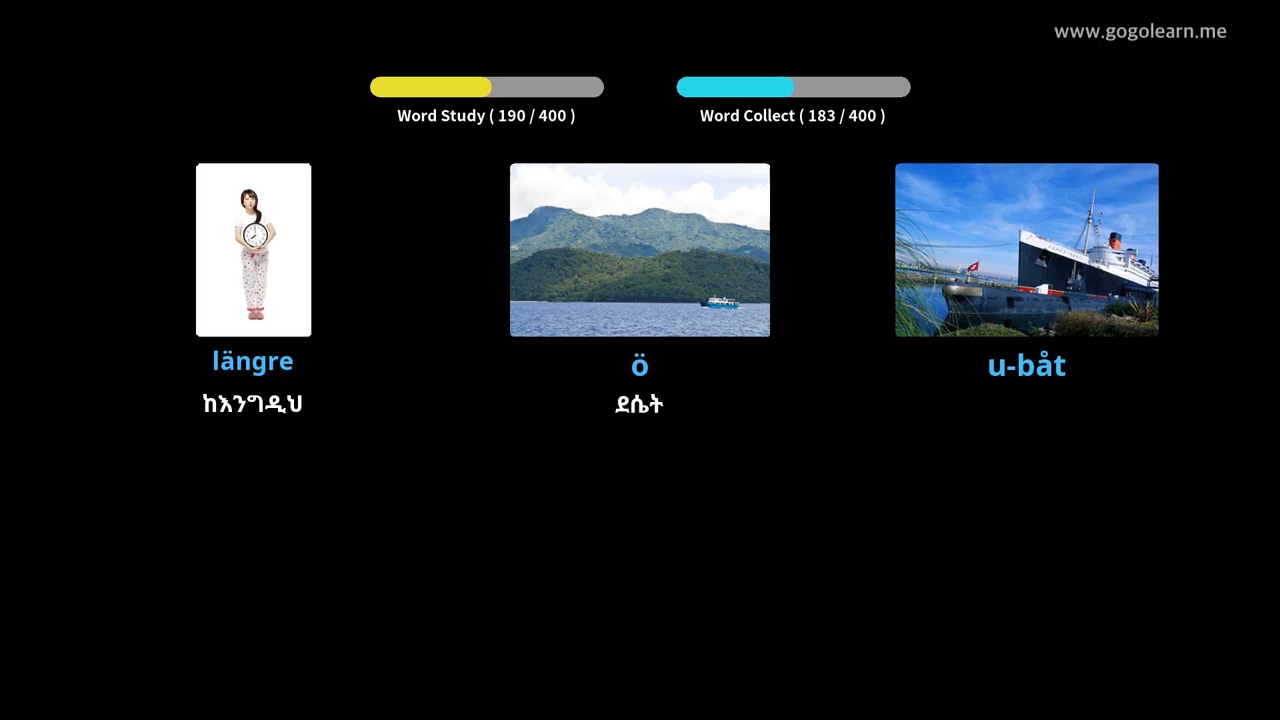 www.gogolearn.me
Word Study ( 190 / 400 )
Word Collect ( 183 / 400 )
längre
ö
u-båt
ከእንግዲህ
ደሴት